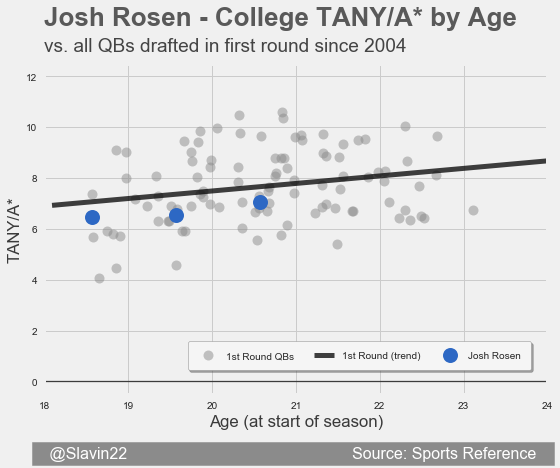 Josh Rosen - College TANY/A* by Age
vs. all QBs drafted in first round since 2004
12
10
8
6
4
2
0
TANY/A*
1st Round QBs
1st Round (trend)
Josh Rosen
18
19
20
21
22
23
24
Age (at start of season)
@Slavin22
Source: Sports Reference